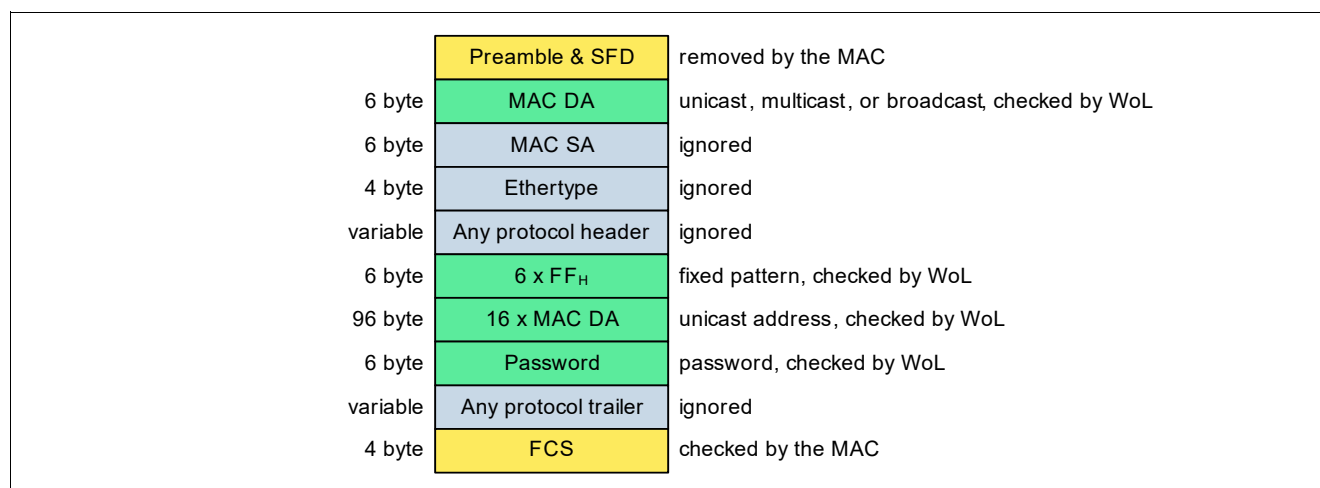 Preamble & SFD removed by the MAC
6 byte MAC DA unicast, multicast, or broadcast, checked by WoL
6 byte MAC SA ignored
4 byte Ethertype ignored
variable Any protocol header ignored
6 byte 6 x FFH fixed pattern, checked by WoL
96 byte 16 x MAC DA unicast address, checked by WoL
6 byte Password password, checked by WoL
variable Any protocol trailer ignored
4 byte FCS checked by the MAC